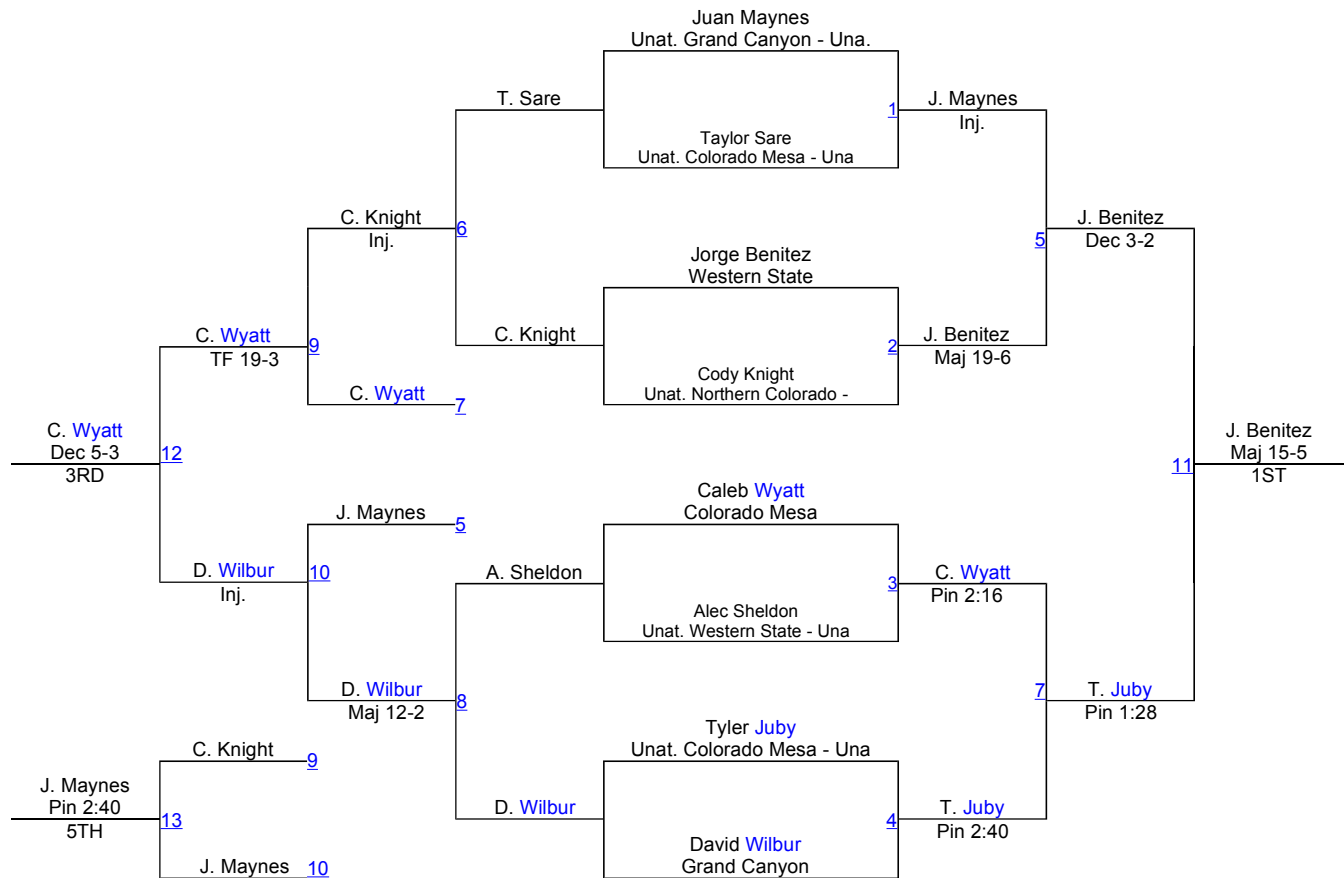 Juan Maynes
Unat. Grand Canyon - Una.
T. Sare
1
J. Maynes
Inj.
Taylor Sare
Unat. Colorado Mesa - Una
C. Knight
Inj.
6
5
J. Benitez
Dec 3-2
Jorge Benitez
Western State
C. Wyatt
TF 19-3
9
C. Knight
2
J. Benitez
Maj 19-6
Cody Knight
Unat. Northern Colorado -
C. Wyatt
7
C. Wyatt
Dec 5-3
3RD
12
11
J. Benitez
Maj 15-5
1ST
Caleb Wyatt
Colorado Mesa
J. Maynes
5
D. Wilbur
Inj.
10
A. Sheldon
3
C. Wyatt
Pin 2:16
Alec Sheldon
Unat. Western State - Una
D. Wilbur
Maj 12-2
8
7
T. Juby
Pin 1:28
Tyler Juby
Unat. Colorado Mesa - Una
C. Knight
9
J. Maynes
Pin 2:40
5TH
13
D. Wilbur
4
T. Juby
Pin 2:40
David Wilbur
Grand Canyon
J. Maynes
10